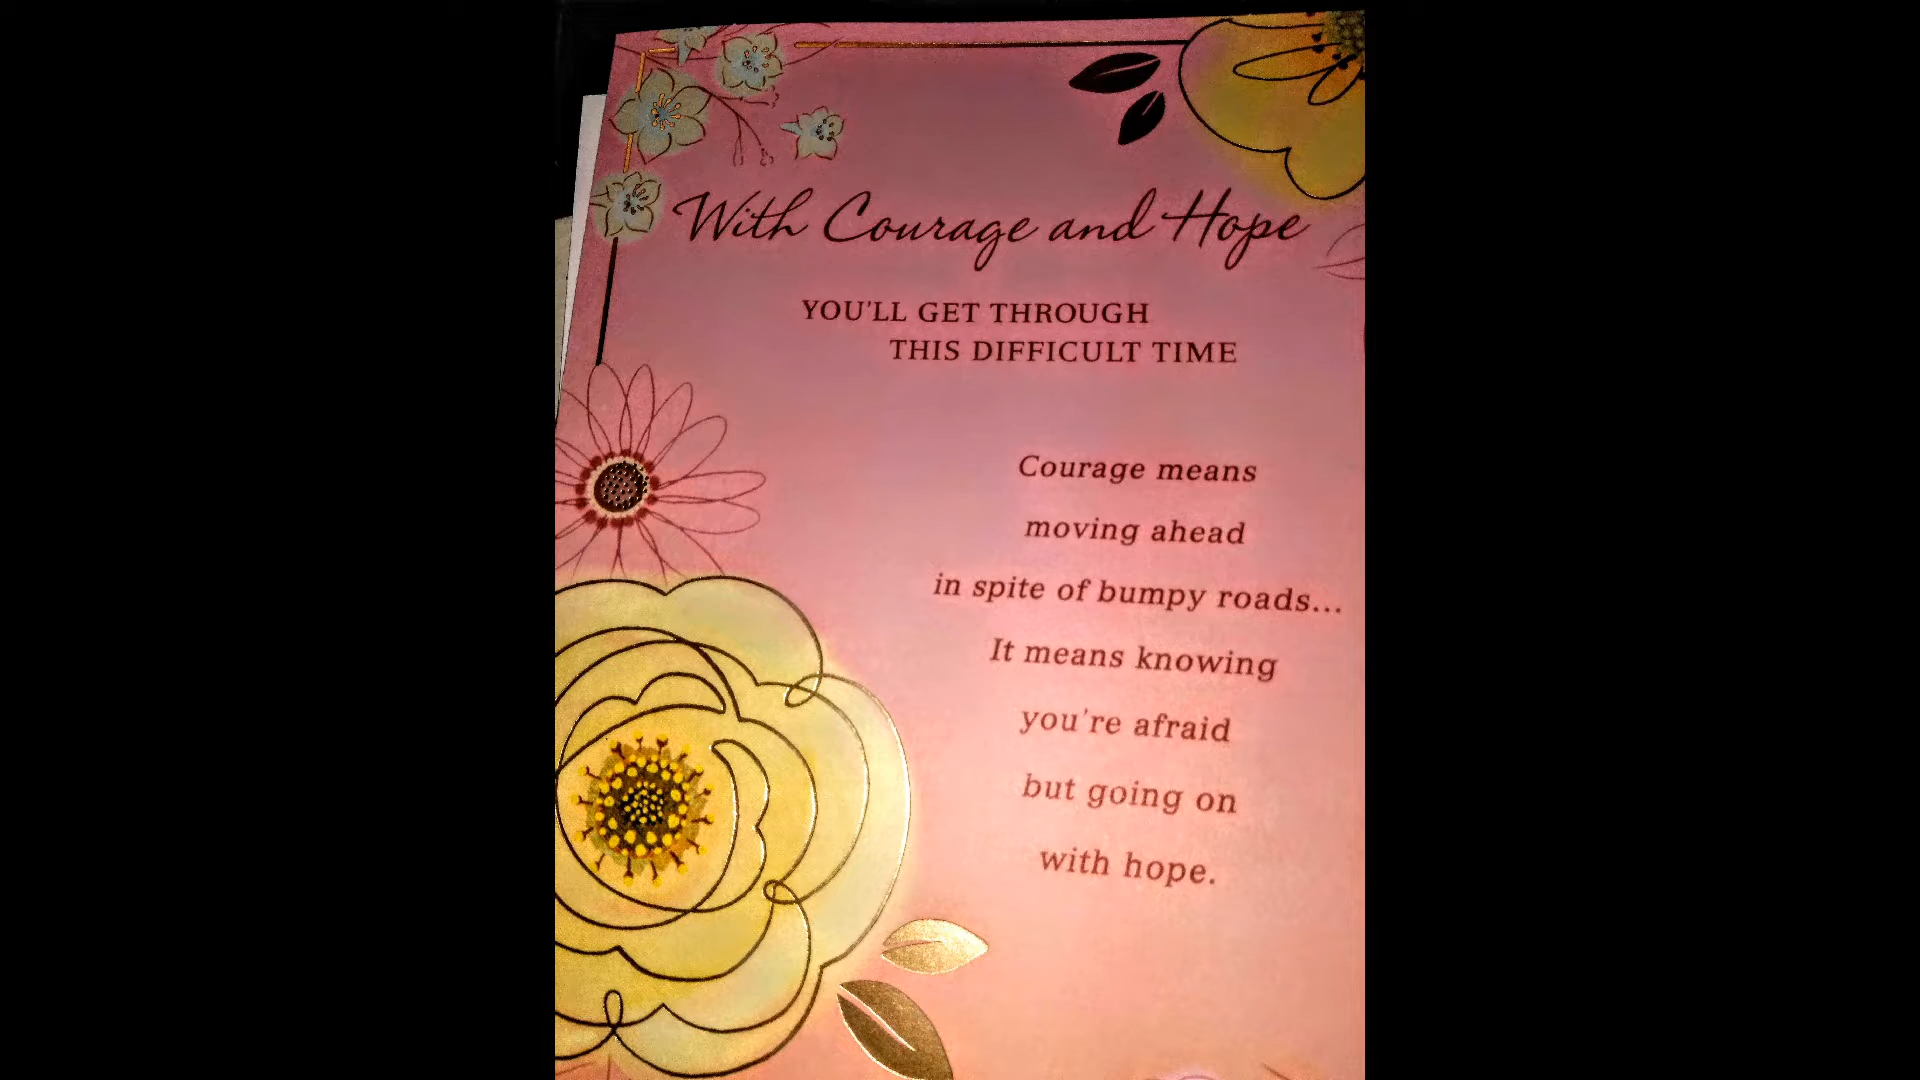 With Courage and Hope
YOU'LL GET THROUGH
THIS DIFFICULT TIME
Courage means
moving ahead
in spite of bumpy roads...
It means knowing
you're afraid
but going on
with hope.